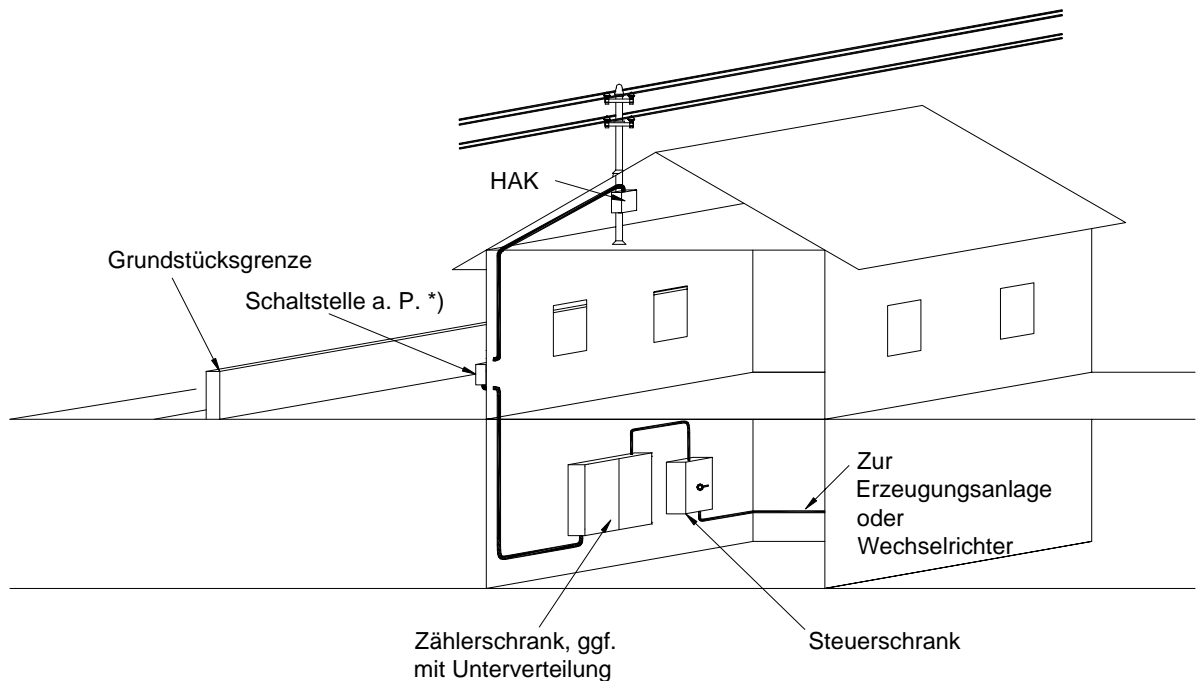 HAK
Grundstücksgrenze
Schaltstelle a. P. *)
Zur
Erzeugungsanlage
oder
Wechselrichter
Zählerschrank, ggf.
mit Unterverteilung
Steuerschrank